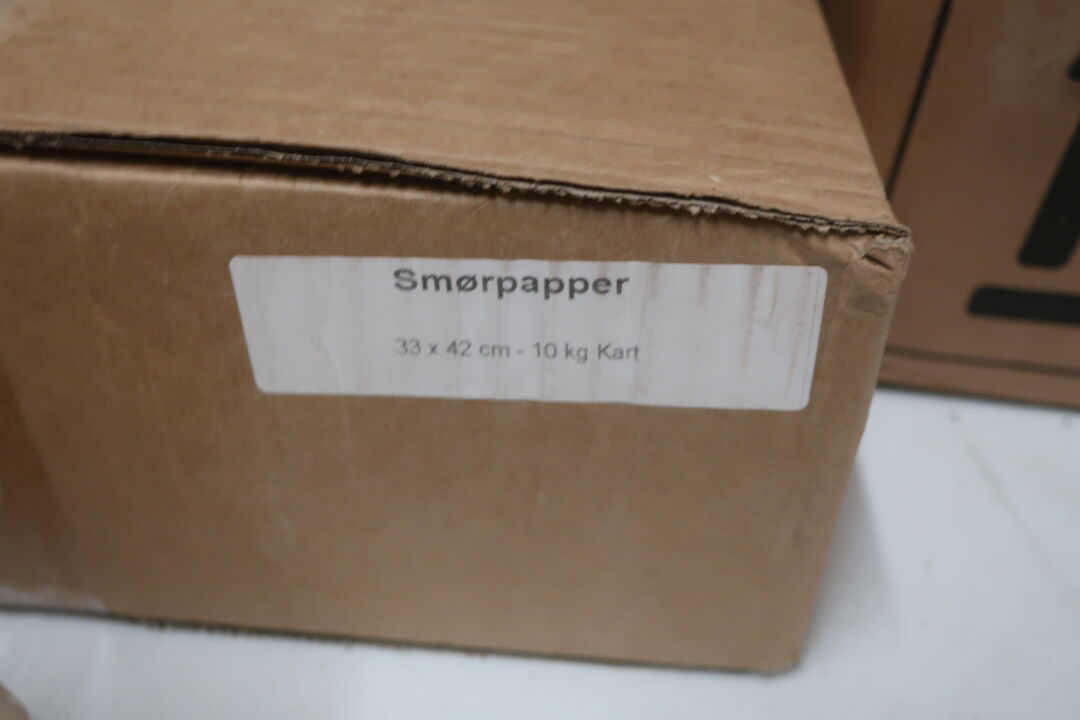 Smørpapper
33 x 42 cm - 10 kg Kart